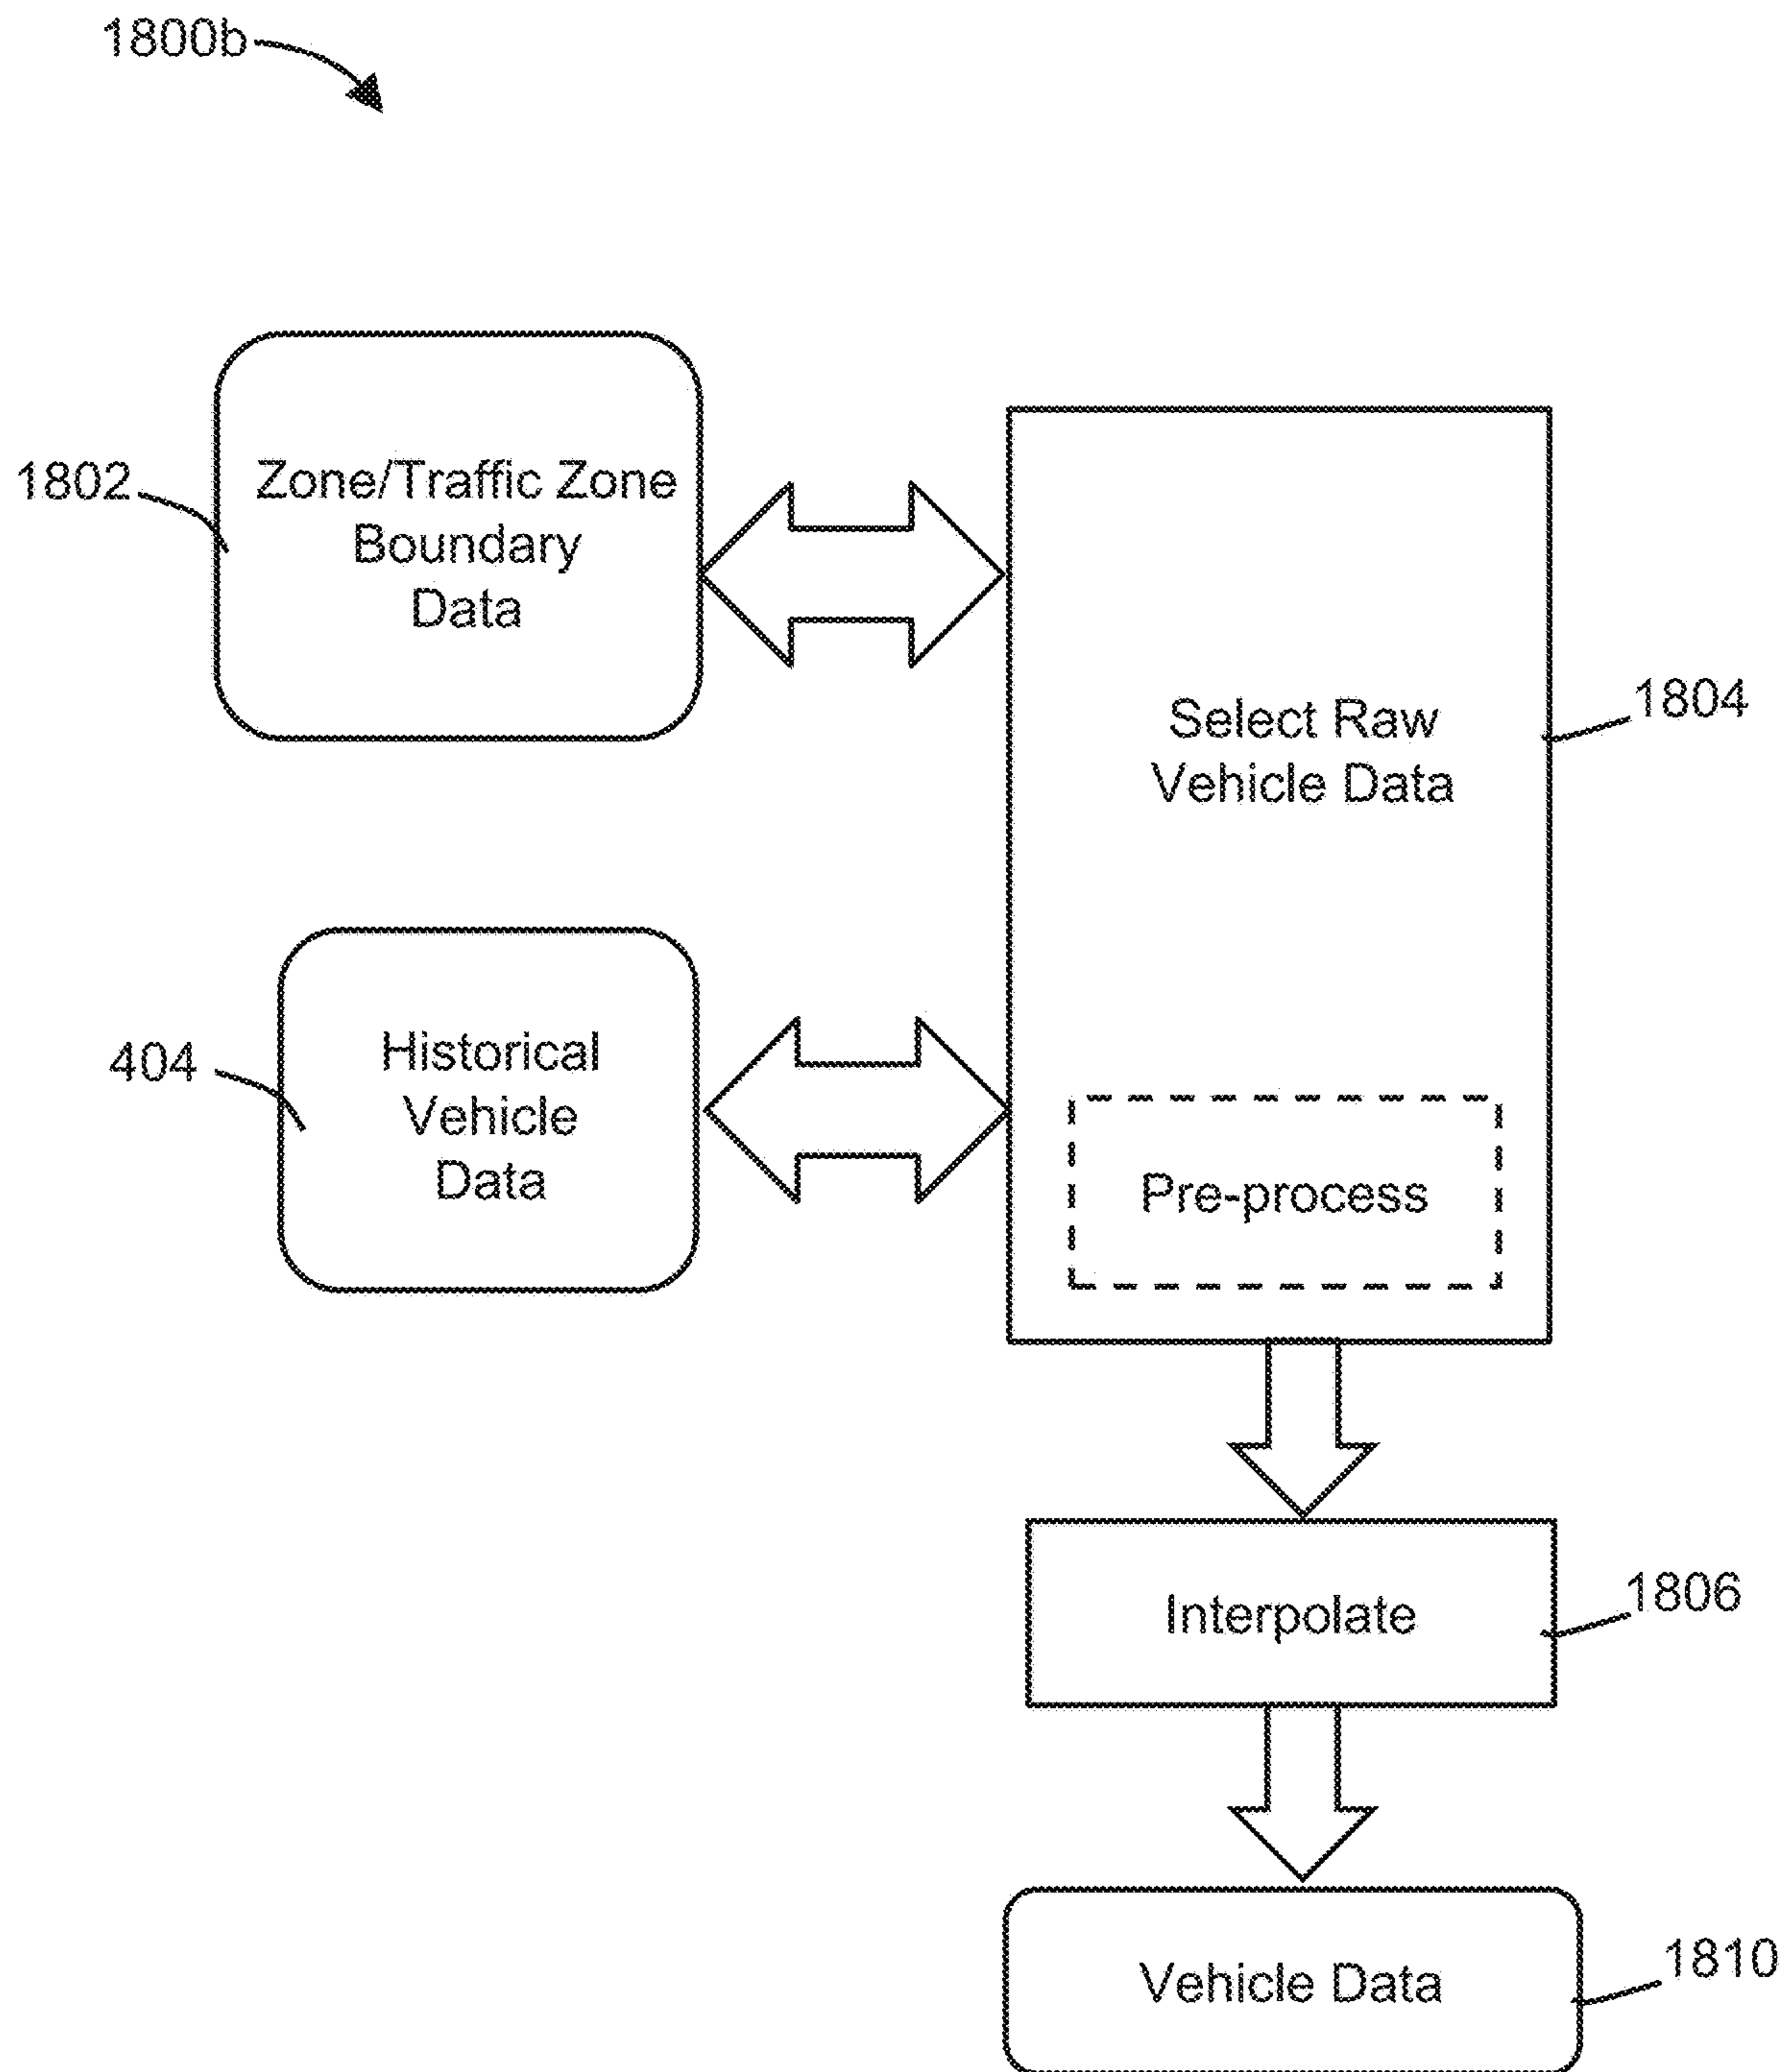 1800b
1802
Zone/Traffic Zone
Boundary
Data
1804
Select Raw
Vehicle Data
404
Historical
Vehicle
Data
Pre-process
Interpolate
1806
Vehicle Data
1810